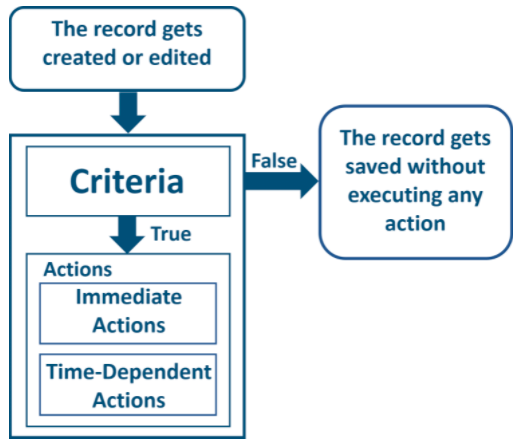 The record gets
created or edited
Criteria
False
The record gets
saved without
executing any
action
True
Actions
Immediate
Actions
Time-Dependent
Actions